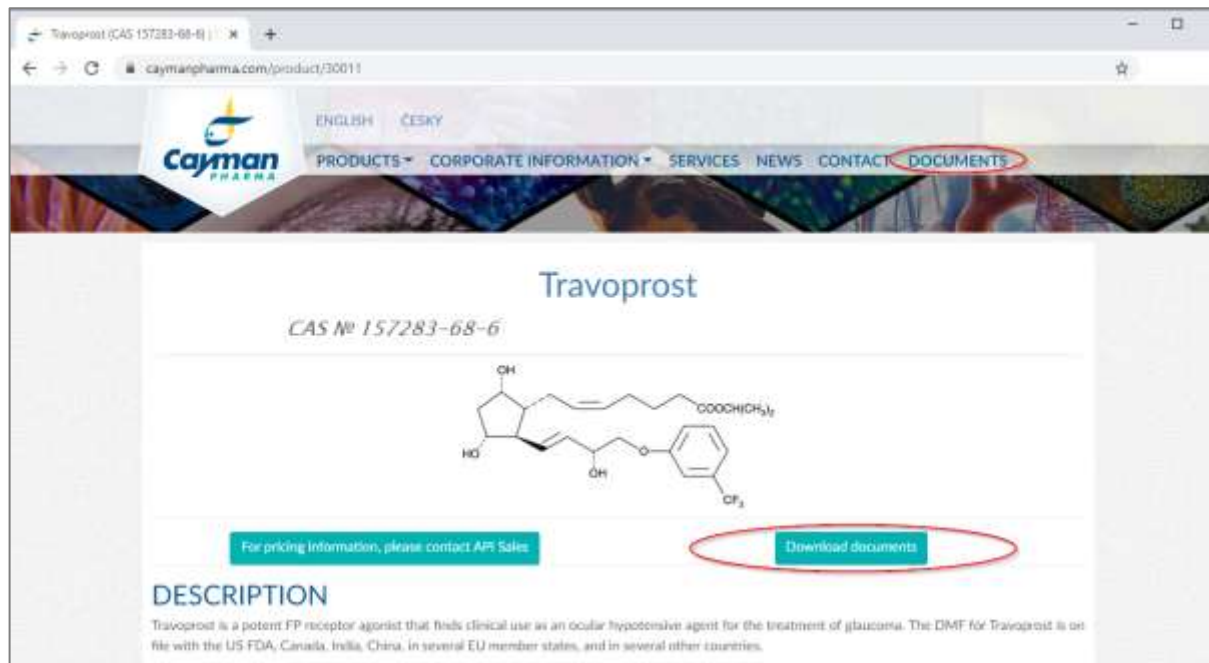 Travoprost (CAS 157283-68-6) |
caymanpharma.com/product/30011
ENGLISH ČESKY
Cayman
PHARMA
PRODUCTS CORPORATE INFORMATION SERVICES NEWS CONTACT DOCUMENTS
Travoprost
CAS № 157283-68-6
OH
COOCH(CH₃)₂
HO
O
OH
CF₃
For pricing information, please contact API Sales
Download documents
DESCRIPTION
Travoprost is a potent FP receptor agonist that finds clinical use as an ocular hypotensive agent for the treatment of glaucoma. The DMF for Travoprost is on
file with the US FDA, Canada, India, China, in several EU member states, and in several other countries.